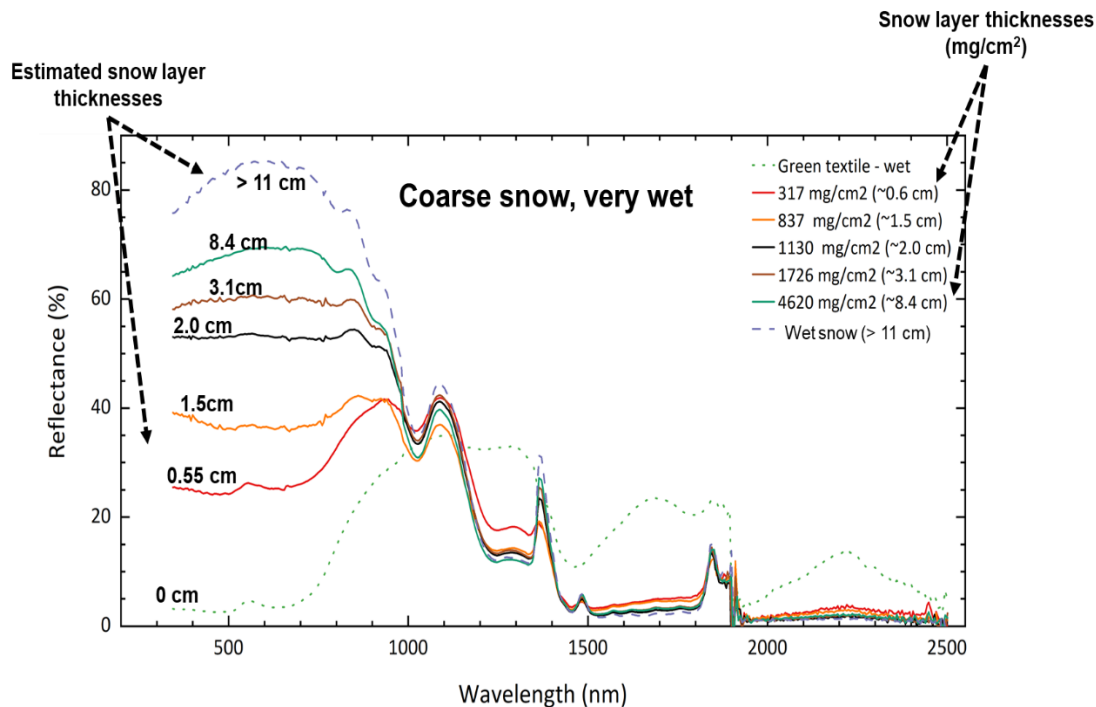 Snow layer thicknesses
(mg/cm²)
Estimated snow layer
thicknesses
Coarse snow, very wet
Green textile - wet
317 mg/cm2 (~0.6 cm)
837 mg/cm2 (~1.5 cm)
1130 mg/cm2 (~2.0 cm)
1726 mg/cm2 (~3.1 cm)
4620 mg/cm2 (~8.4 cm)
Wet snow (> 11 cm)
> 11 cm
8.4 cm
3.1cm
2.0 cm
1.5cm
0.55 cm
0 cm
Reflectance (%)
80
60
40
20
0
500
1000
1500
2000
2500
Wavelength (nm)